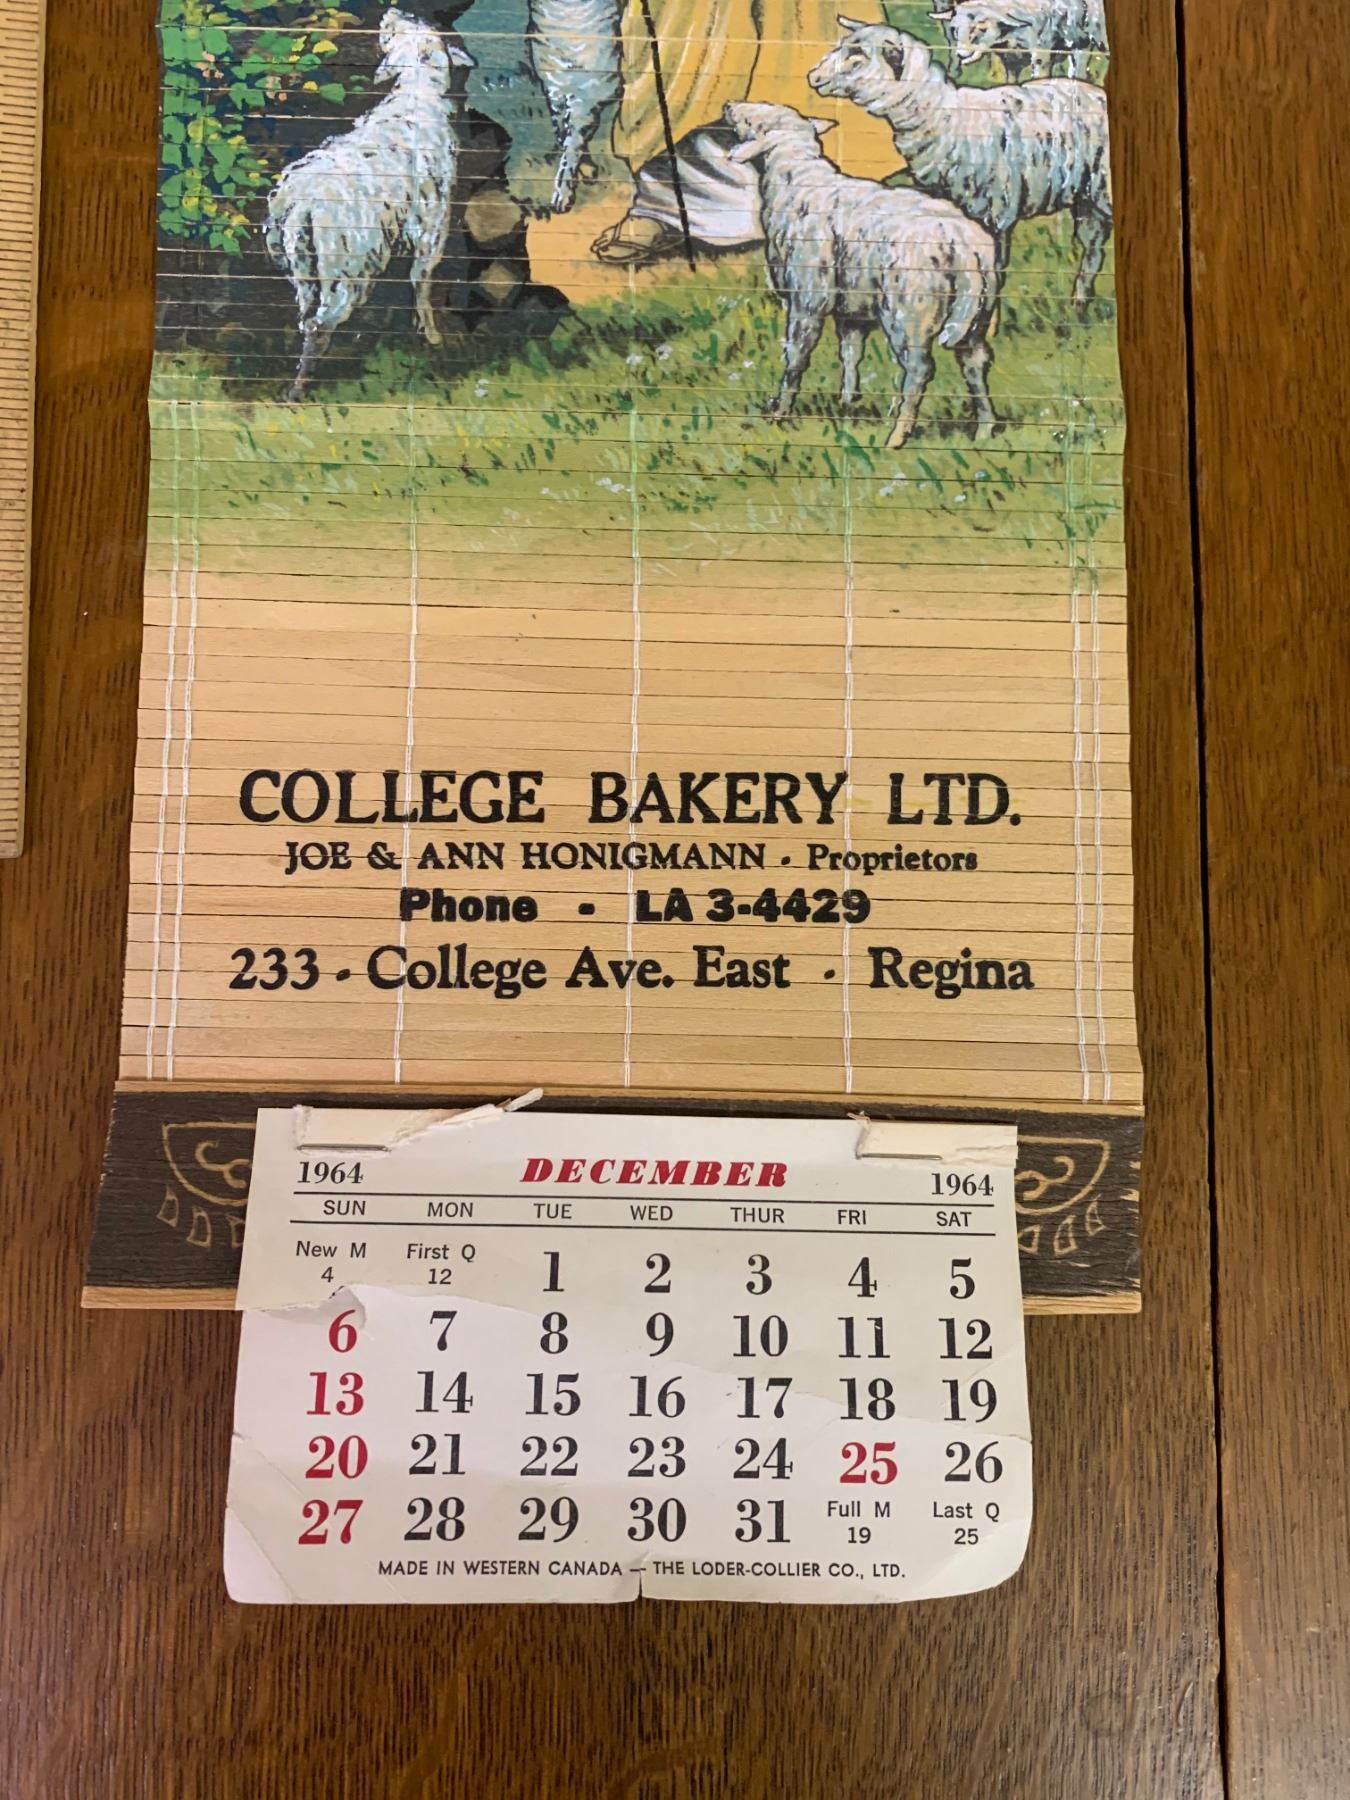 COLLEGE BAKERY LTD.
JOE & ANN HONIGMANN . Proprietors
Phone - LA 3-4429
233 - College Ave. East . Regina
1964 DECEMBER 1964
SUN MON TUE WED THUR FRI SAT
New M 4 First Q 12 1 2 3 4 5
6 7 8 9 10 11 12
13 14 15 16 17 18 19
20 21 22 23 24 25 26
27 28 29 30 31 Full M 19 Last Q 25
MADE IN WESTERN CANADA — THE LODER-COLLIER CO., LTD.